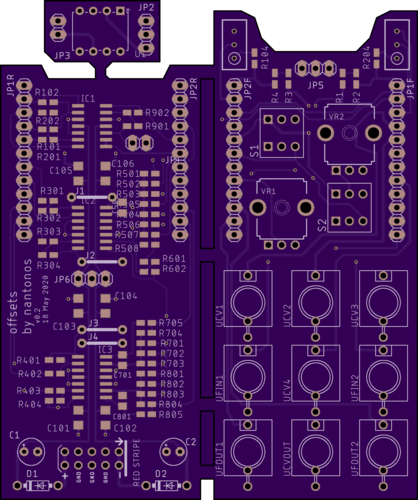 JP2
JP3
U1
R104
R204
JP1R
JP2R
JP2F
JP1F
JP5
R4
R3
R1
R2
R102
IC1
R902
R202
R901
R101
R201
JP4
VR2
S1
C105
C106
R501
R502
R503
J1
R301
IC2
R504
R302
R506
R507
R303
R508
R304
VR1
S2
J2
R601
R602
JP6
C104
offsets
by nantonos
v0.2
18 May 2020
C103
J3
J4
IC3
R705
R704
R701
R702
R703
R801
R802
R803
R804
R805
R401
R402
R403
R404
C701
C801
C101
C102
UCV1
UCV2
UCV3
UFIN1
UCV4
UFIN2
UFOUT1
UCVOUT
UFOUT2
C1
C2
GND
GND
GND
+
RED STRIPE
D1
D2